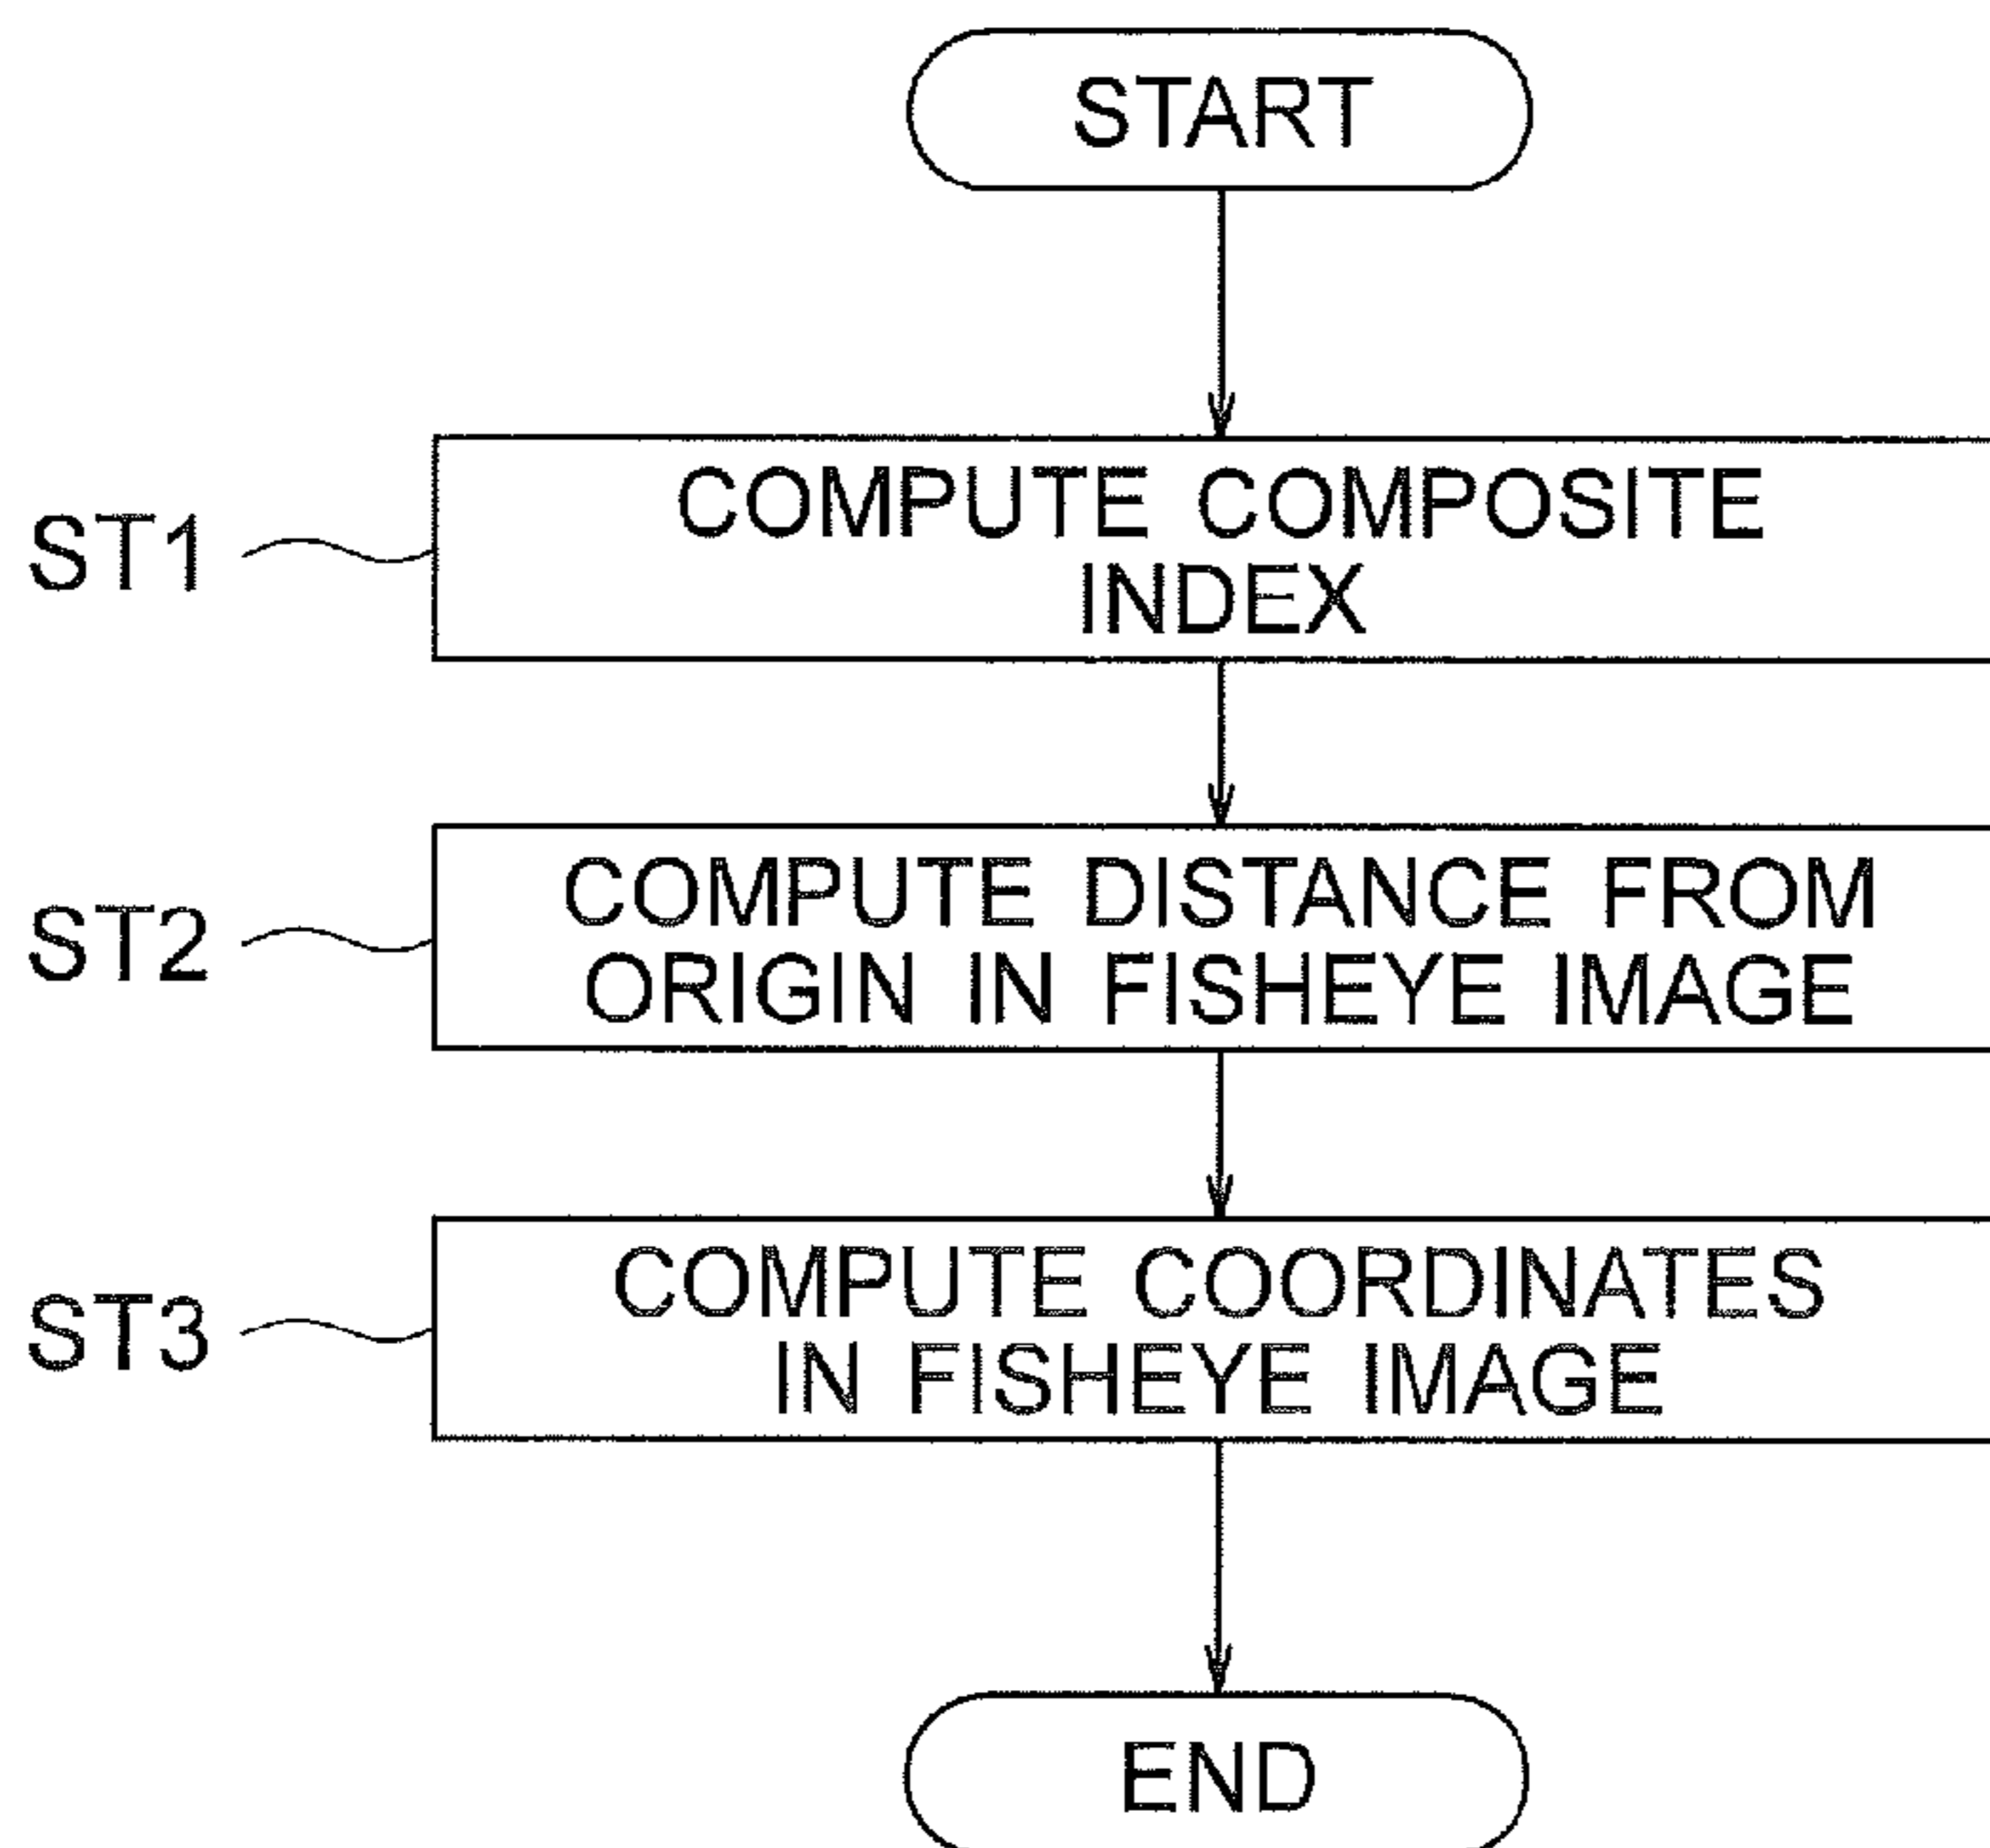 START
ST1
COMPUTE COMPOSITE
INDEX
ST2
COMPUTE DISTANCE FROM
ORIGIN IN FISHEYE IMAGE
ST3
COMPUTE COORDINATES
IN FISHEYE IMAGE
END